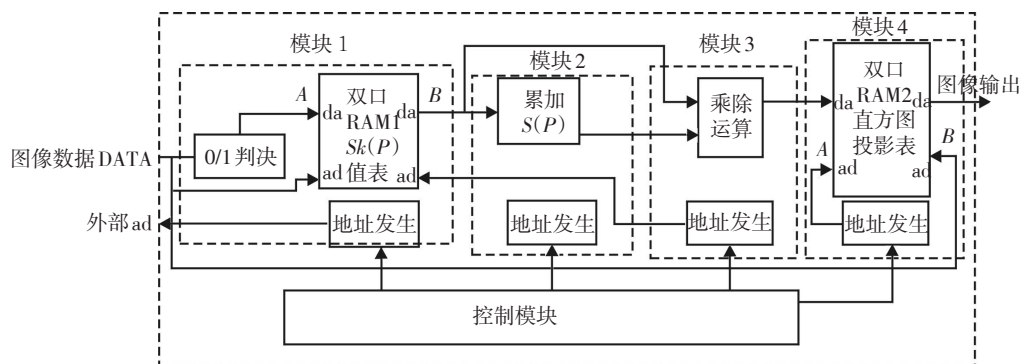 模块1
模块2
模块3
模块4
图像数据DATA
0/1判决
A
双口
RAM1
Sk(P)
值表
da
da
ad
ad
B
累加
S(P)
乘除
运算
双口
RAM2
直方图
投影表
da
da
A
ad
ad
B
图像输出
外部ad
地址发生
地址发生
地址发生
地址发生
控制模块